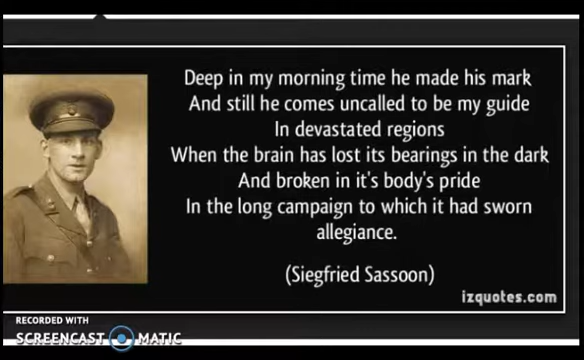 Deep in my morning time he made his mark
And still he comes uncalled to be my guide
In devastated regions
When the brain has lost its bearings in the dark
And broken in it's body's pride
In the long campaign to which it had sworn
allegiance.
(Siegfried Sassoon)
izquotes.com
RECORDED WITH
SCREENCAST MATIC